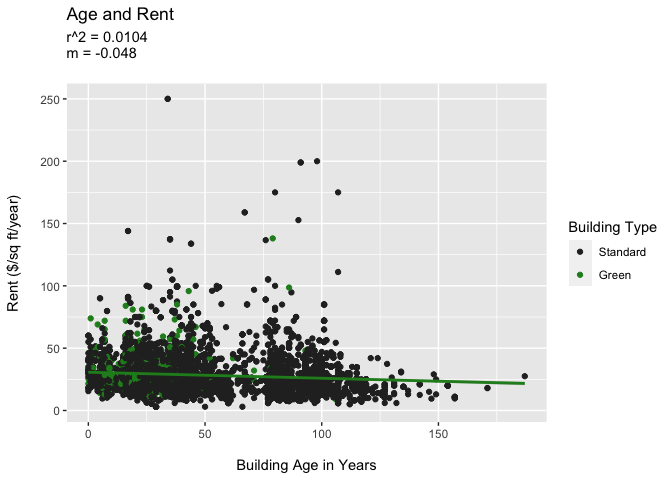 Age and Rent
r^2 = 0.0104
m = -0.048
250
200
150
100
50
0
Rent ($/sq ft/year)
0
50
100
150
Building Age in Years
Building Type
Standard
Green